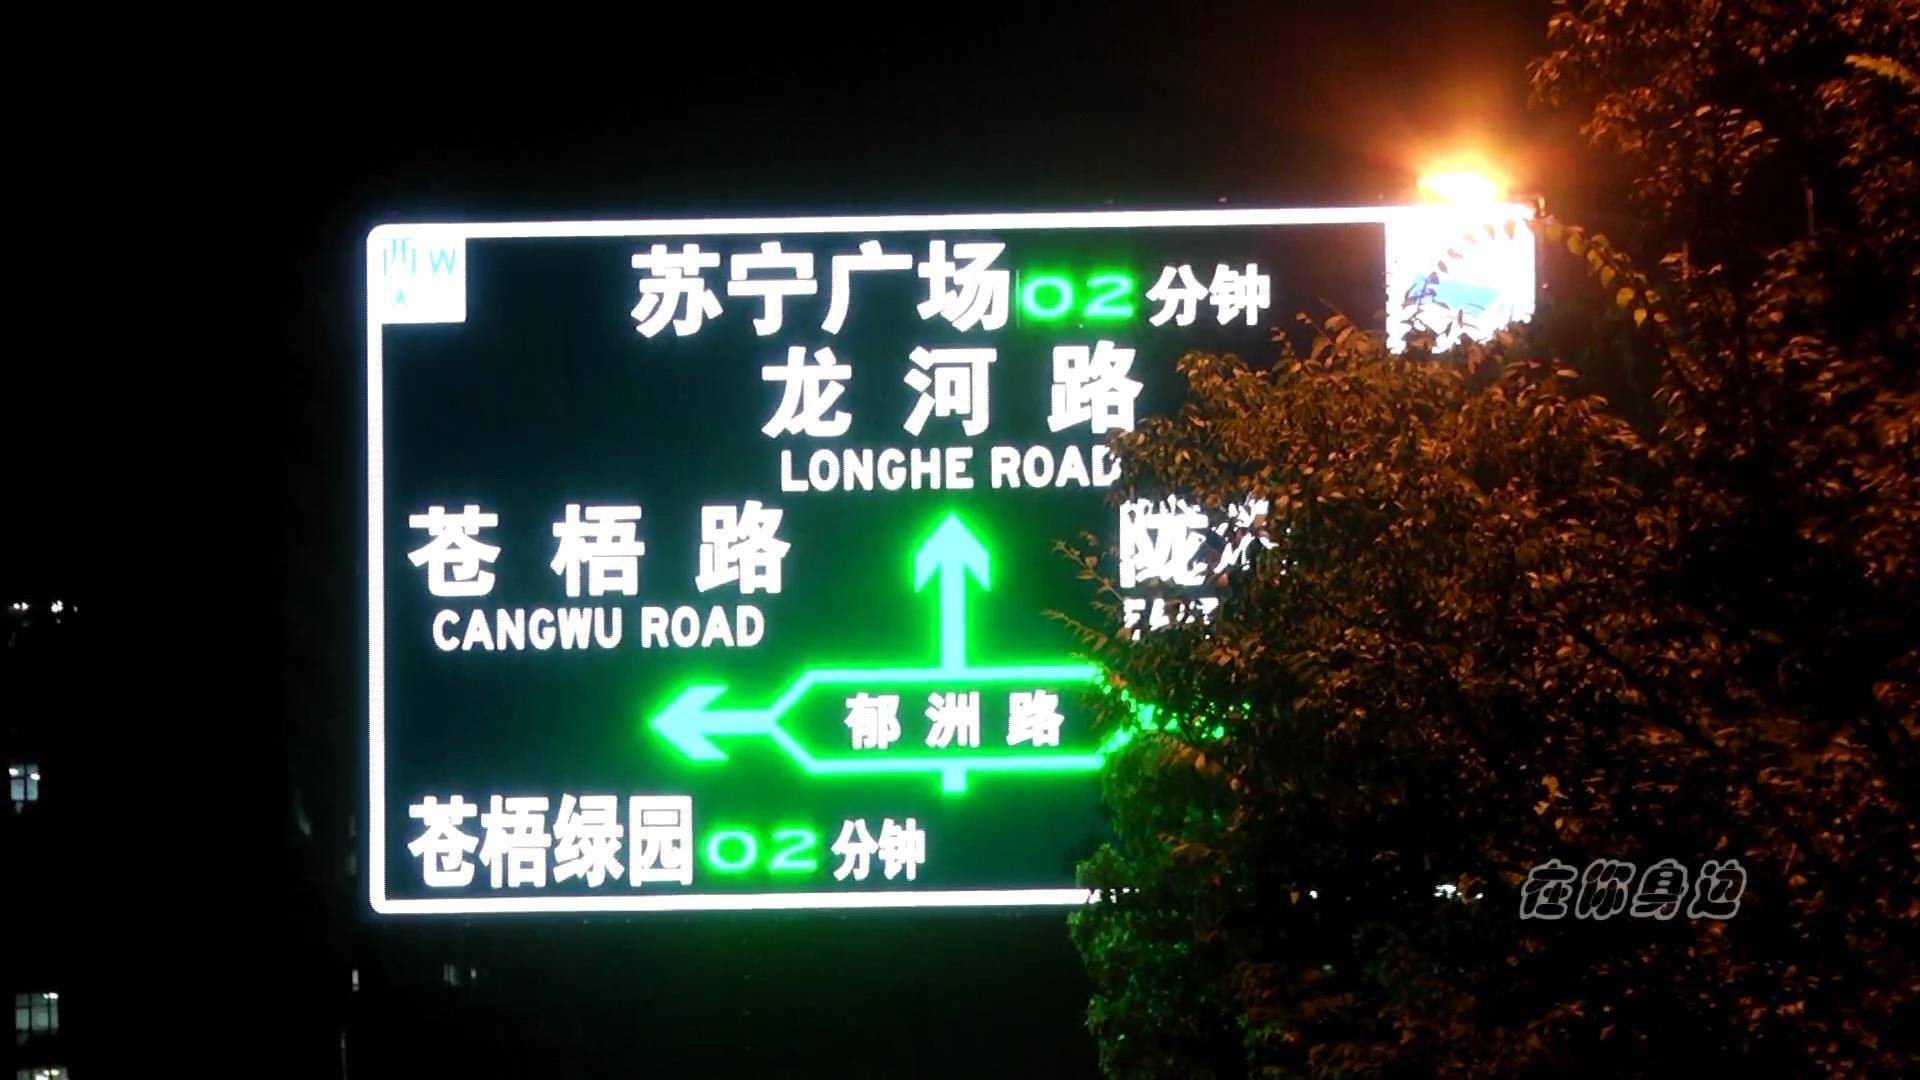 西 W
苏宁广场 02 分钟
龙河路
LONGHE ROAD
苍梧路
陇
CANGWU ROAD
郁洲路
苍梧绿园 02 分钟
在你身边